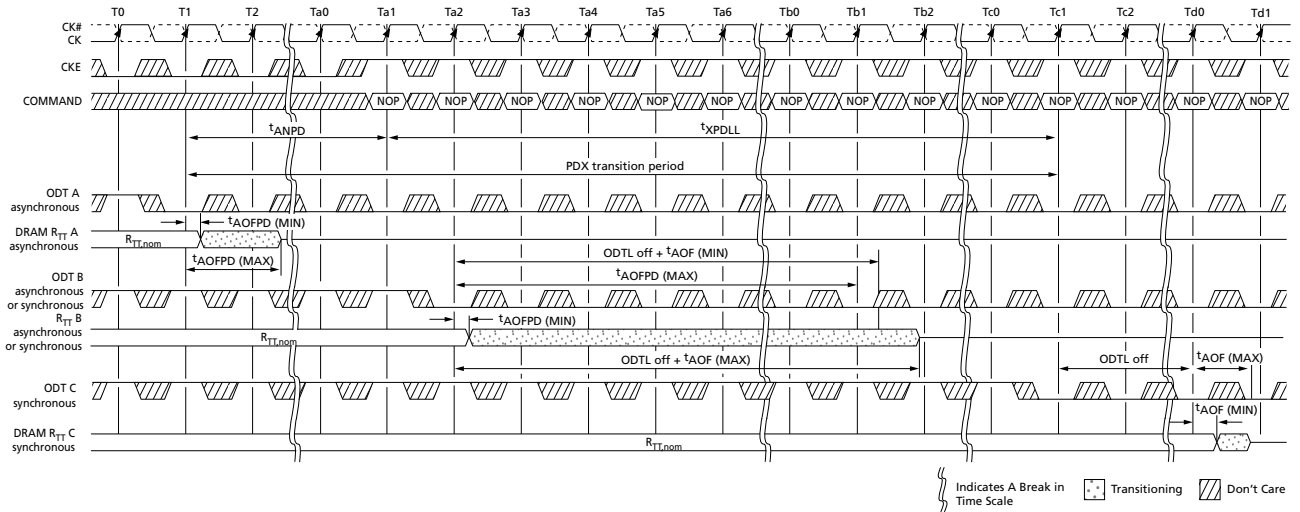 T0 T1 T2 Ta0 Ta1 Ta2 Ta3 Ta4 Ta5 Ta6 Tb0 Tb1 Tb2 Tc0 Tc1 Tc2 Td0 Td1
CK#
CK
CKE
COMMAND NOP NOP NOP NOP NOP NOP NOP NOP NOP NOP NOP NOP NOP NOP
tANPD tXPDLL
PDX transition period
ODT A
asynchronous
tAOFPD (MIN)
DRAM RTT A
asynchronous
RTT,nom
tAOFPD (MAX)
ODTL off + tAOF (MIN)
tAOFPD (MAX)
ODT B
asynchronous
or synchronous
RTT B
asynchronous
or synchronous
tAOFPD (MIN)
RTT,nom
ODTL off + tAOF (MAX)
ODTL off tAOF (MAX)
ODT C
synchronous
tAOF (MIN)
DRAM RTT C
synchronous
RTT,nom
Indicates A Break in
Time Scale
Transitioning
Don't Care